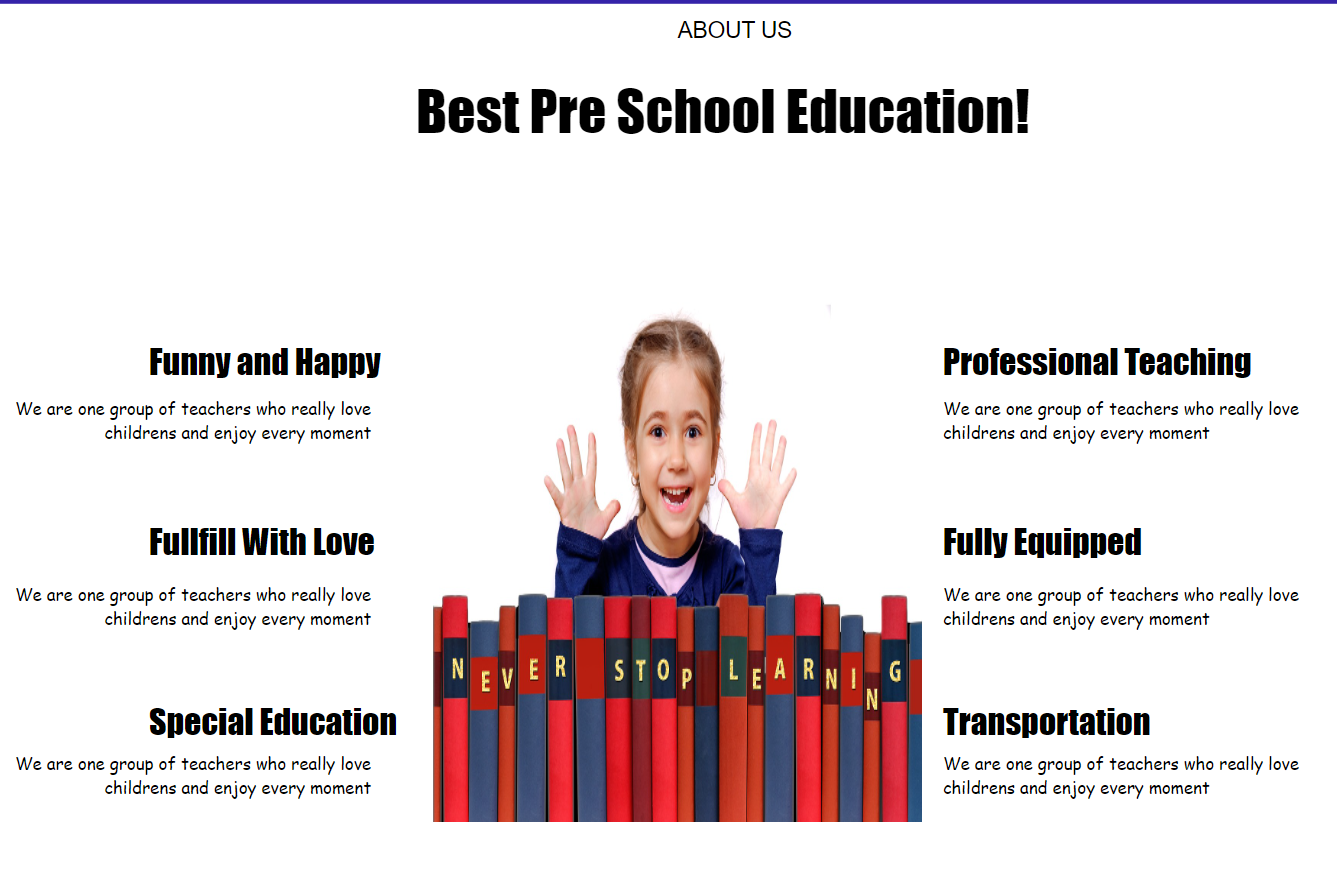 ABOUT US
Best Pre School Education!
Funny and Happy
We are one group of teachers who really love
childrens and enjoy every moment
Fullfill With Love
We are one group of teachers who really love
childrens and enjoy every moment
Special Education
We are one group of teachers who really love
childrens and enjoy every moment
NEVER STOP LEARNING
Professional Teaching
We are one group of teachers who really love
childrens and enjoy every moment
Fully Equipped
We are one group of teachers who really love
childrens and enjoy every moment
Transportation
We are one group of teachers who really love
childrens and enjoy every moment